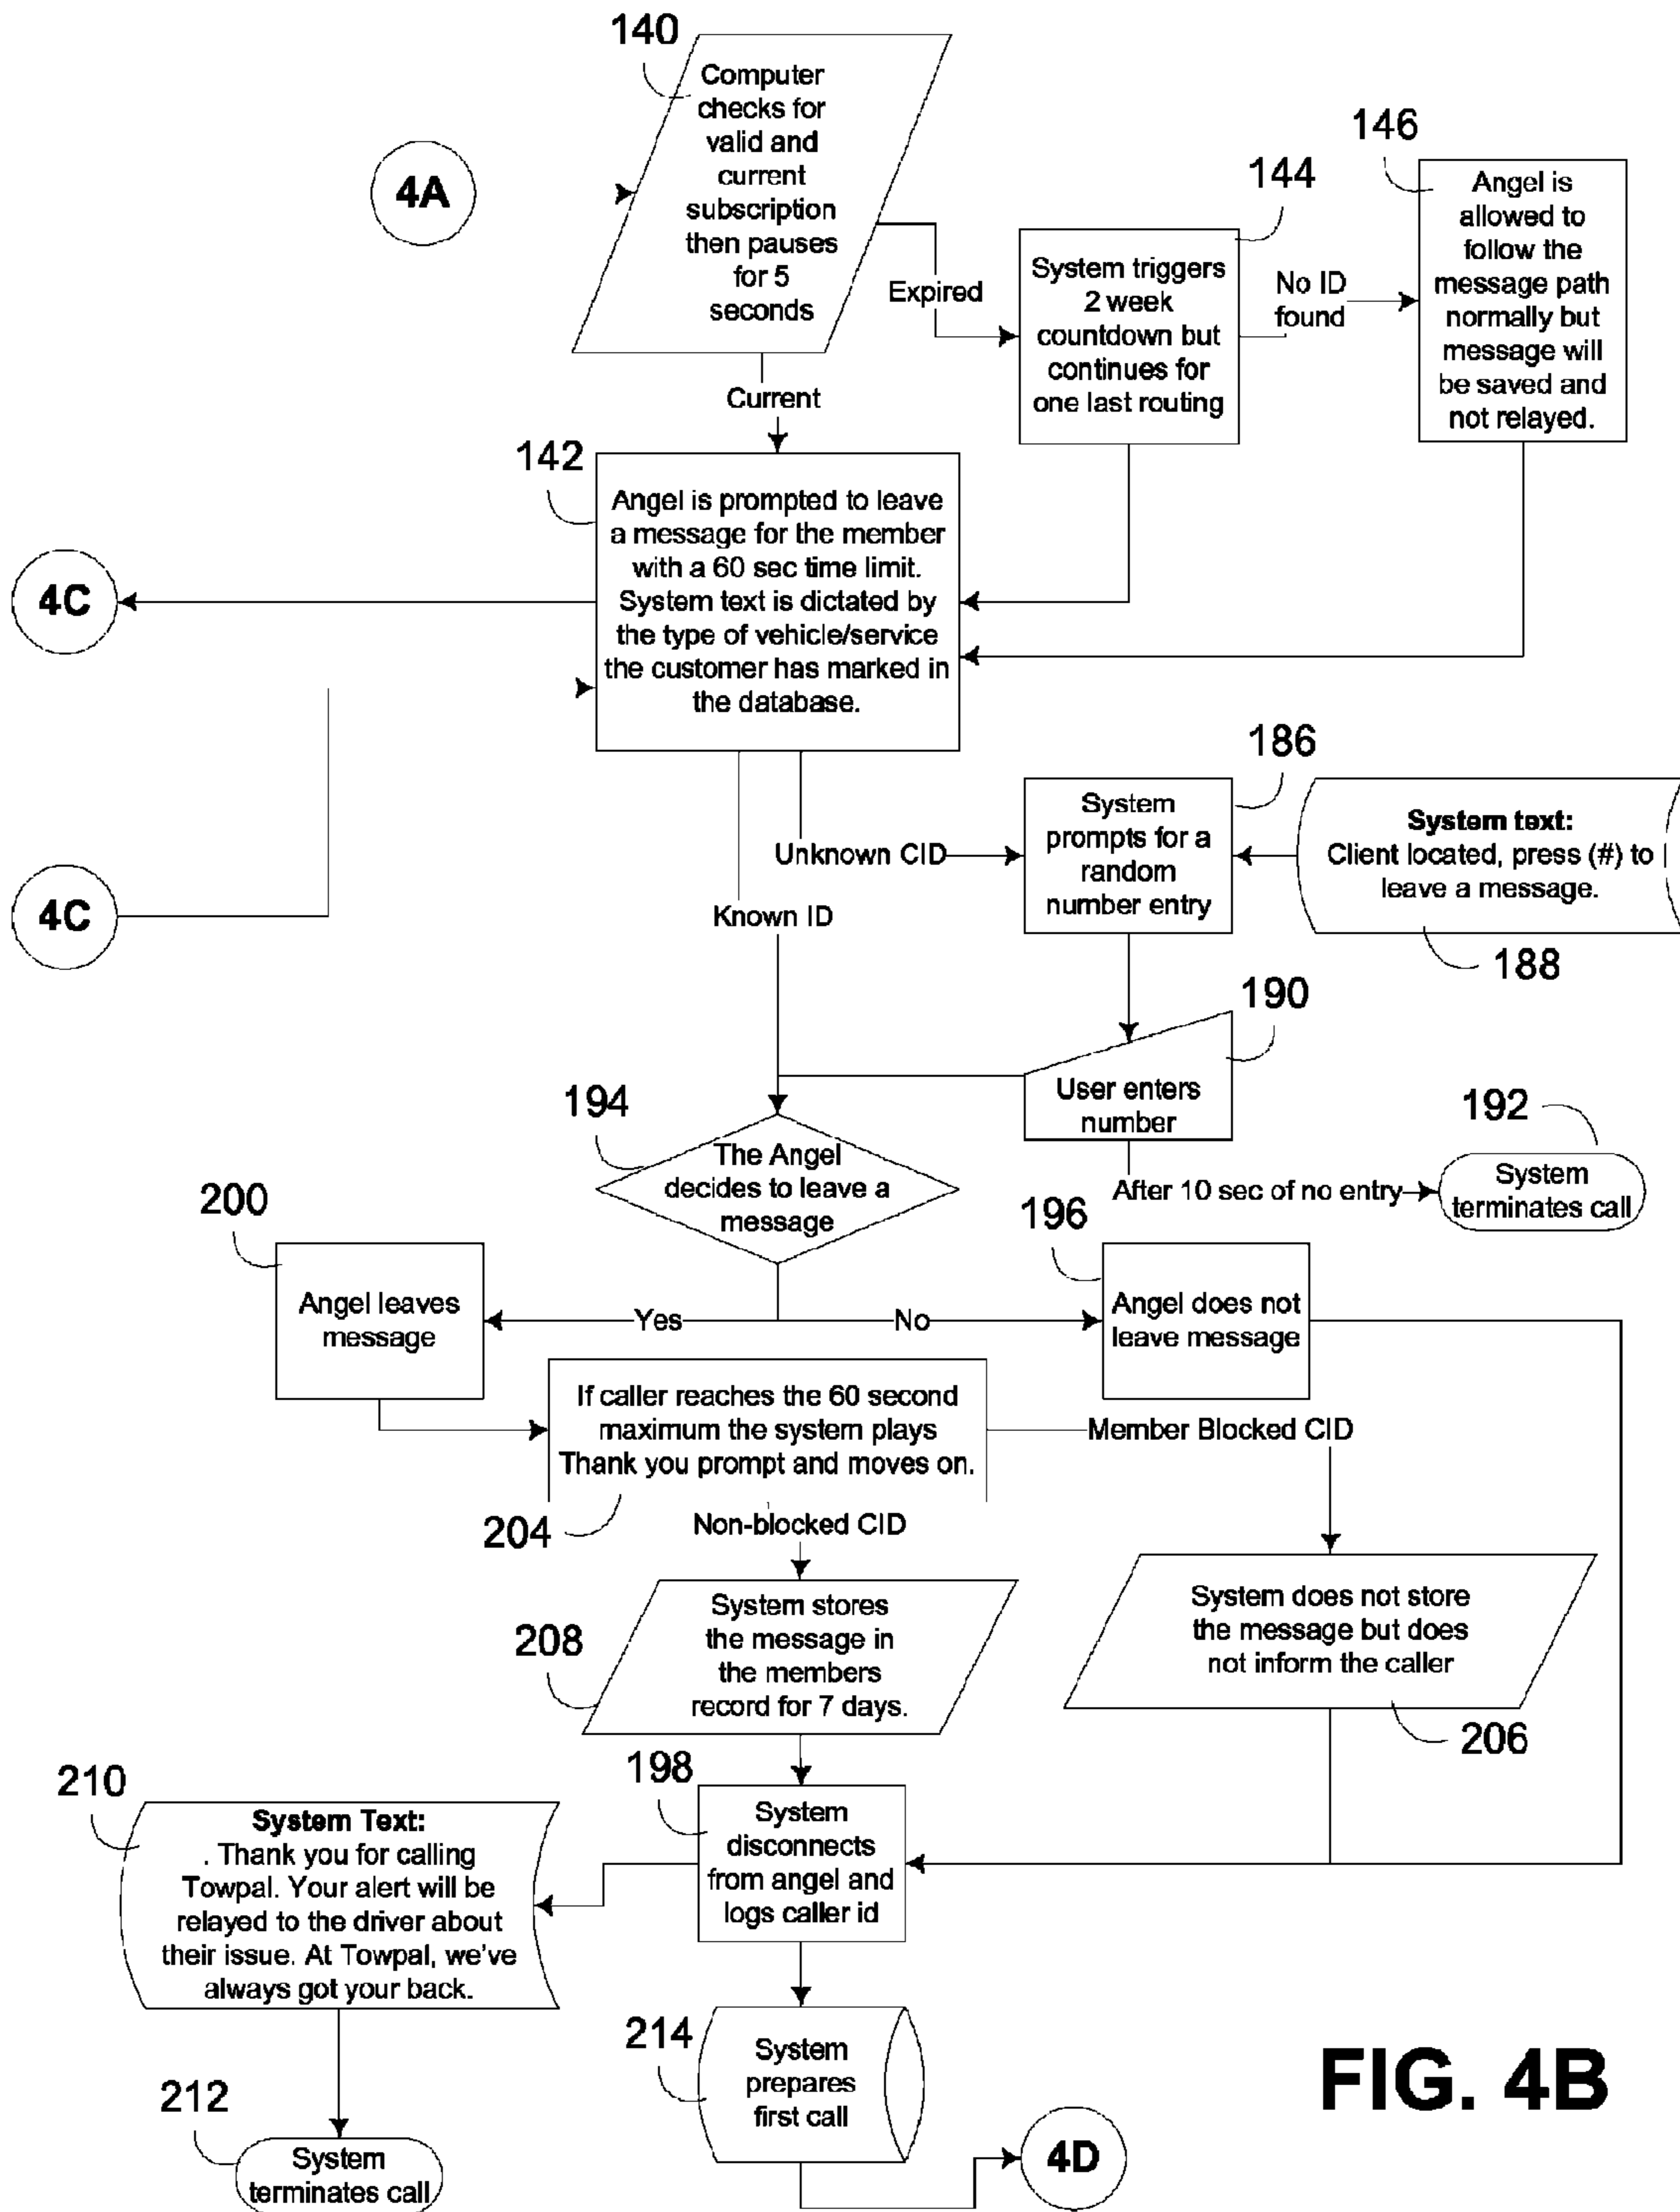 140
Computer
checks for
valid and
current
subscription
then pauses
for 5
seconds
4A
146
144
Angel is
allowed to
follow the
message path
normally but
message will
be saved and
not relayed.
System triggers
2 week
countdown but
continues for
one last routing
Expired
No ID
found
Current
142
Angel is prompted to leave
a message for the member
with a 60 sec time limit.
System text is dictated by
the type of vehicle/service
the customer has marked in
the database.
4C
186
System
prompts for a
random
number entry
System text:
Client located, press (#) to
leave a message.
Unknown CID
Known ID
4C
188
190
User enters
number
192
194
The Angel
decides to leave a
message
After 10 sec of no entry
System
terminates call
200
196
Angel leaves
message
Yes
No
Angel does not
leave message
If caller reaches the 60 second
maximum the system plays
Thank you prompt and moves on.
Member Blocked CID
204
Non-blocked CID
System stores
the message in
the members
record for 7 days.
System does not store
the message but does
not inform the caller
208
206
198
210
System Text:
. Thank you for calling
Towpal. Your alert will be
relayed to the driver about
their issue. At Towpal, we've
always got your back.
System
disconnects
from angel and
logs caller id
214
System
prepares
first call
FIG. 4B
212
System
terminates call
4D